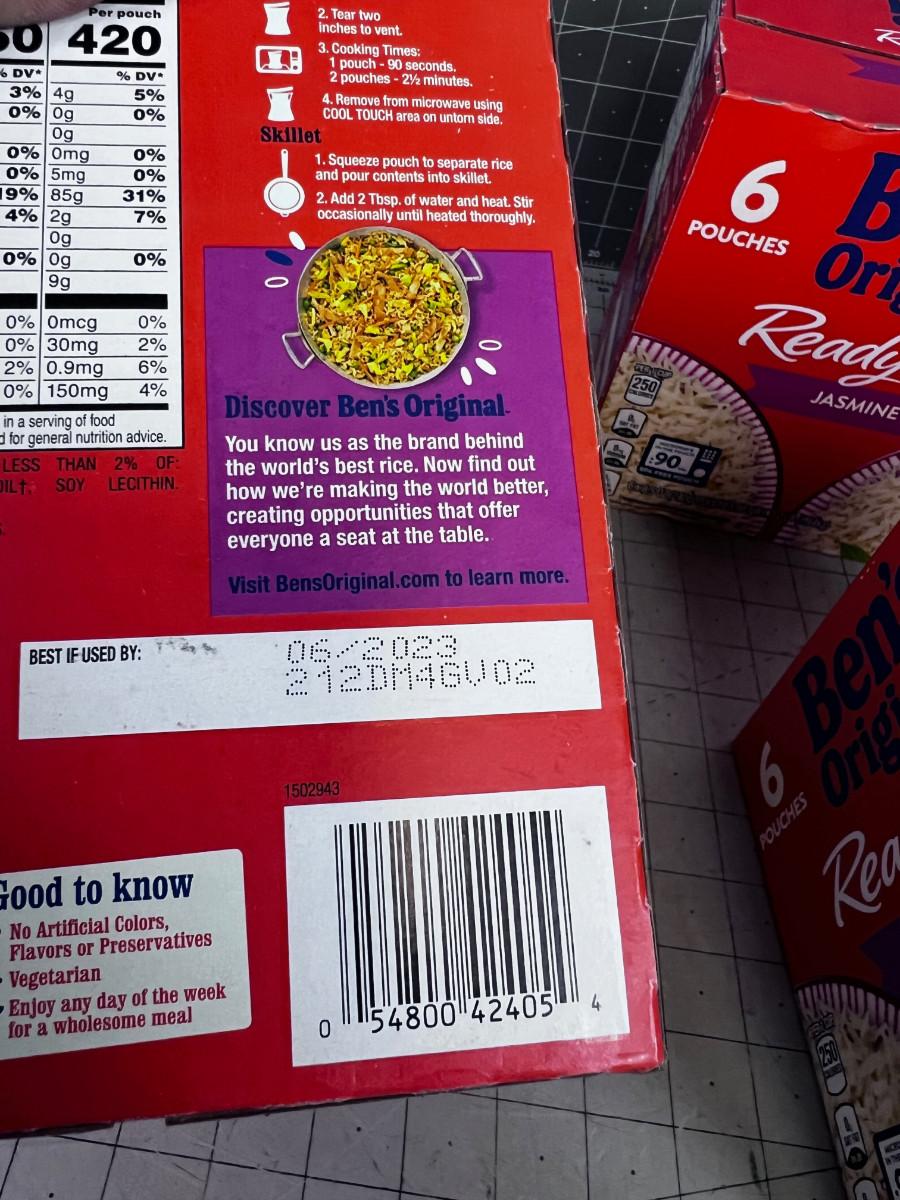 Per pouch
420
% DV*
% DV*
3% 4g 5%
0% 0g 0%
0g
0% 0mg 0%
0% 5mg 0%
19% 85g 31%
4% 2g 7%
0g
0% 0g 0%
9g
0% 0mcg 0%
0% 30mg 2%
2% 0.9mg 6%
0% 150mg 4%
in a serving of food
for general nutrition advice.
LESS THAN 2% OF:
SOY LECITHIN.
2. Tear two
inches to vent.
3. Cooking Times:
1 pouch - 90 seconds.
2 pouches - 2½ minutes.
4. Remove from microwave using
COOL TOUCH area on untorn side.
Skillet
1. Squeeze pouch to separate rice
and pour contents into skillet.
2. Add 2 Tbsp. of water and heat. Stir
occasionally until heated thoroughly.
Discover Ben's Original™
You know us as the brand behind
the world's best rice. Now find out
how we're making the world better,
creating opportunities that offer
everyone a seat at the table.
Visit BensOriginal.com to learn more.
BEST IF USED BY:
06/2023
212DM4GV02
1502943
0 54800 42405 4
Good to know
No Artificial Colors,
Flavors or Preservatives
Vegetarian
Enjoy any day of the week
for a wholesome meal
6
POUCHES
Ready
JASMINE
250
90
20
Ben's
6
POUCHES
250